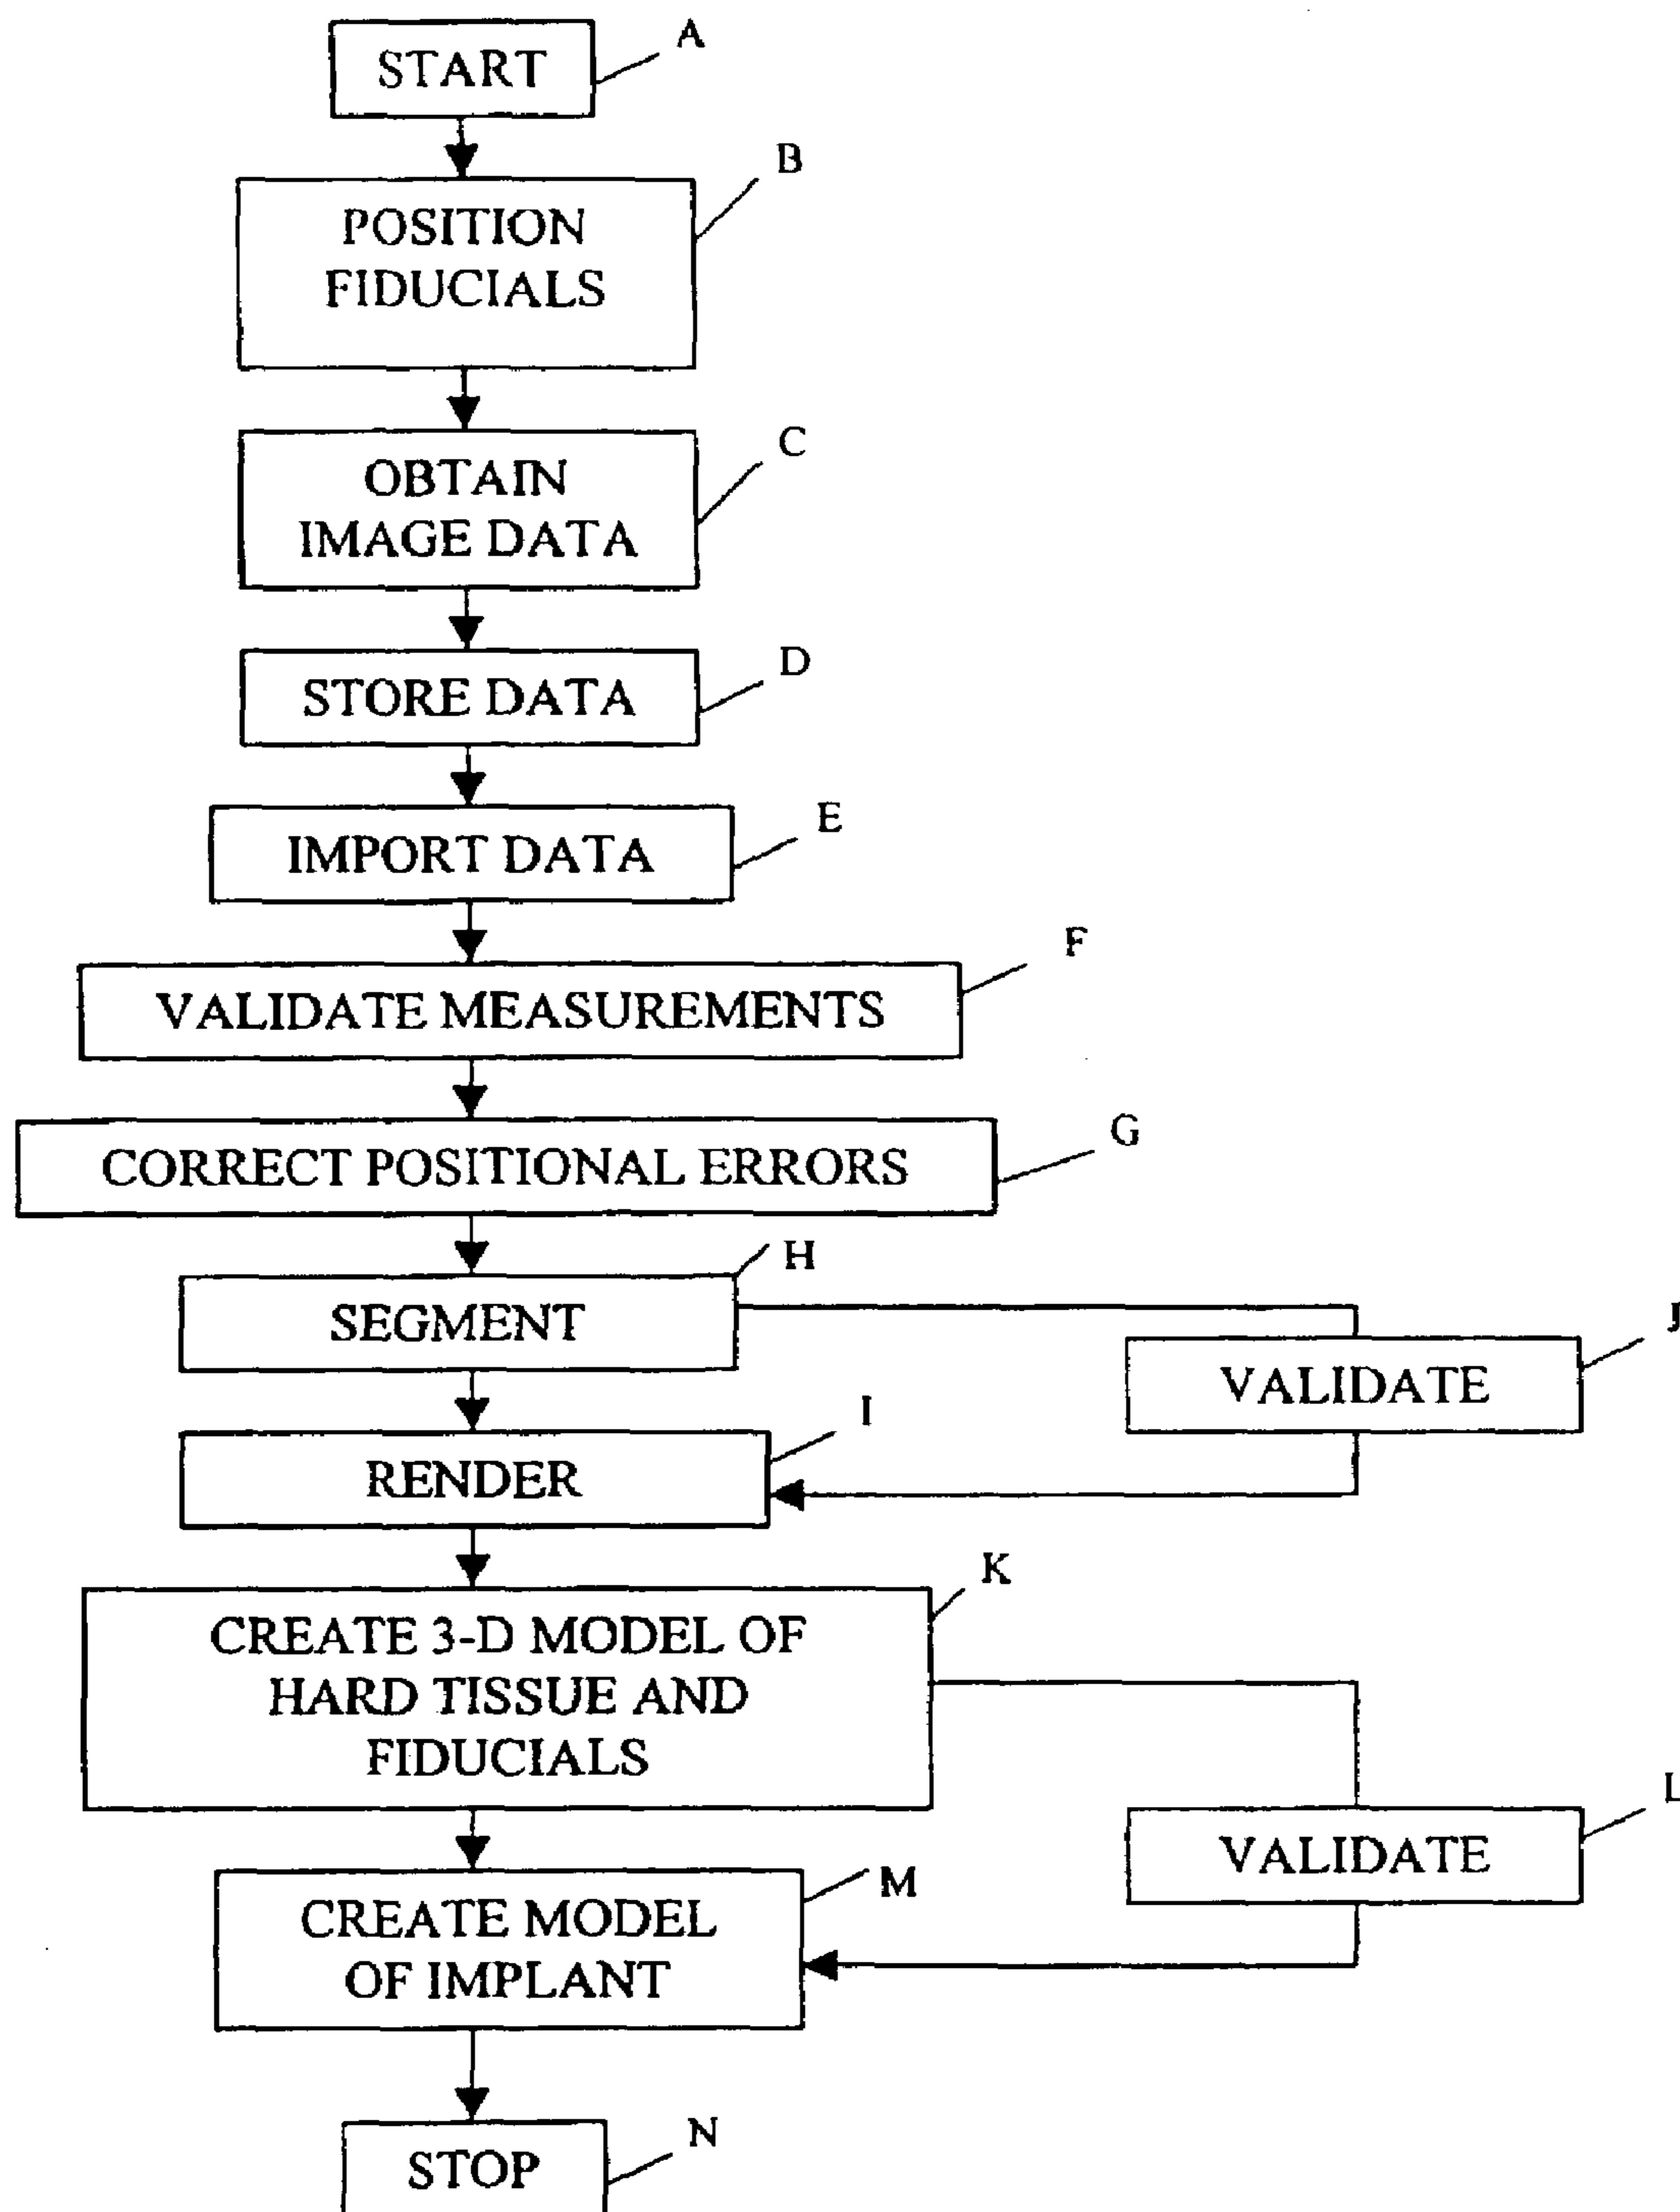 START
A
POSITION
FIDUCIALS
B
OBTAIN
IMAGE DATA
C
STORE DATA
D
IMPORT DATA
E
VALIDATE MEASUREMENTS
F
CORRECT POSITIONAL ERRORS
G
SEGMENT
H
VALIDATE
J
RENDER
I
CREATE 3-D MODEL OF
HARD TISSUE AND
FIDUCIALS
K
VALIDATE
L
CREATE MODEL
OF IMPLANT
M
STOP
N